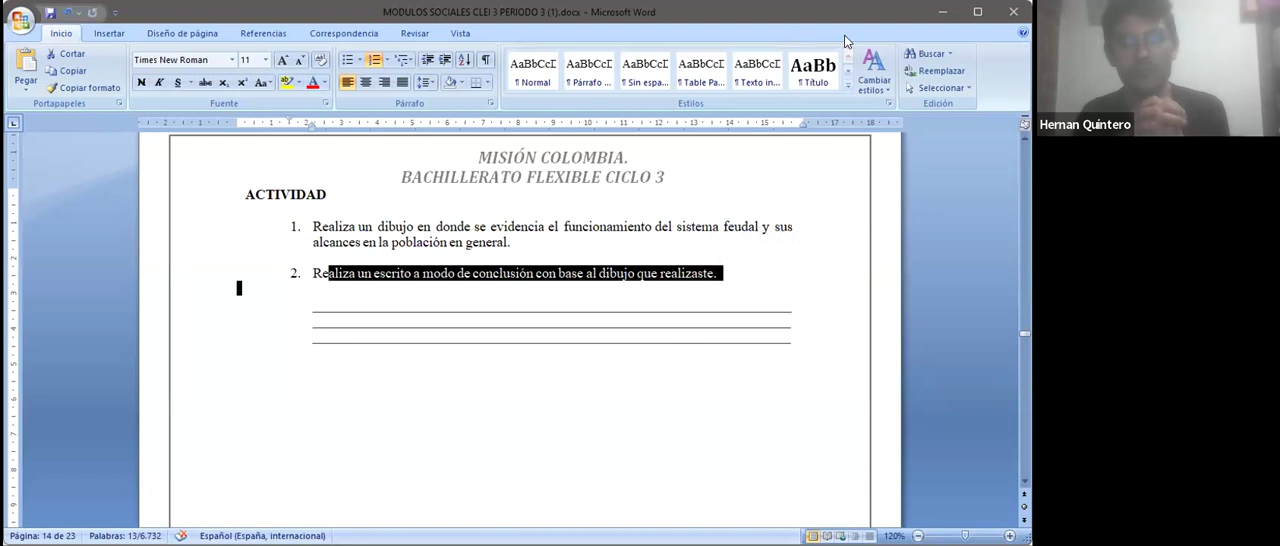 MODULOS SOCIALES CLEI 3 PERIODO 3 (1).docx - Microsoft Word
Inicio Insertar Diseño de página Referencias Correspondencia Revisar Vista
Pegar
Cortar
Copiar
Copiar formato
Portapapeles
Times New Roman 11
Fuente
Párrafo
AaBbCcI AaBbCc AaBbCc AaBbCc AaBbCc AaBb
¶ Normal ¶ Párrafo ... ¶ Sin espa... ¶ Table Pa... ¶ Texto in... ¶ Título
Cambiar estilos
Estilos
Buscar
Reemplazar
Seleccionar
Edición
Hernan Quintero
MISIÓN COLOMBIA.
BACHILLERATO FLEXIBLE CICLO 3
ACTIVIDAD
1. Realiza un dibujo en donde se evidencia el funcionamiento del sistema feudal y sus
alcances en la población en general.
2. Realiza un escrito a modo de conclusión con base al dibujo que realizaste.
Página: 14 de 23 Palabras: 13/6.732 Español (España, internacional) 120%